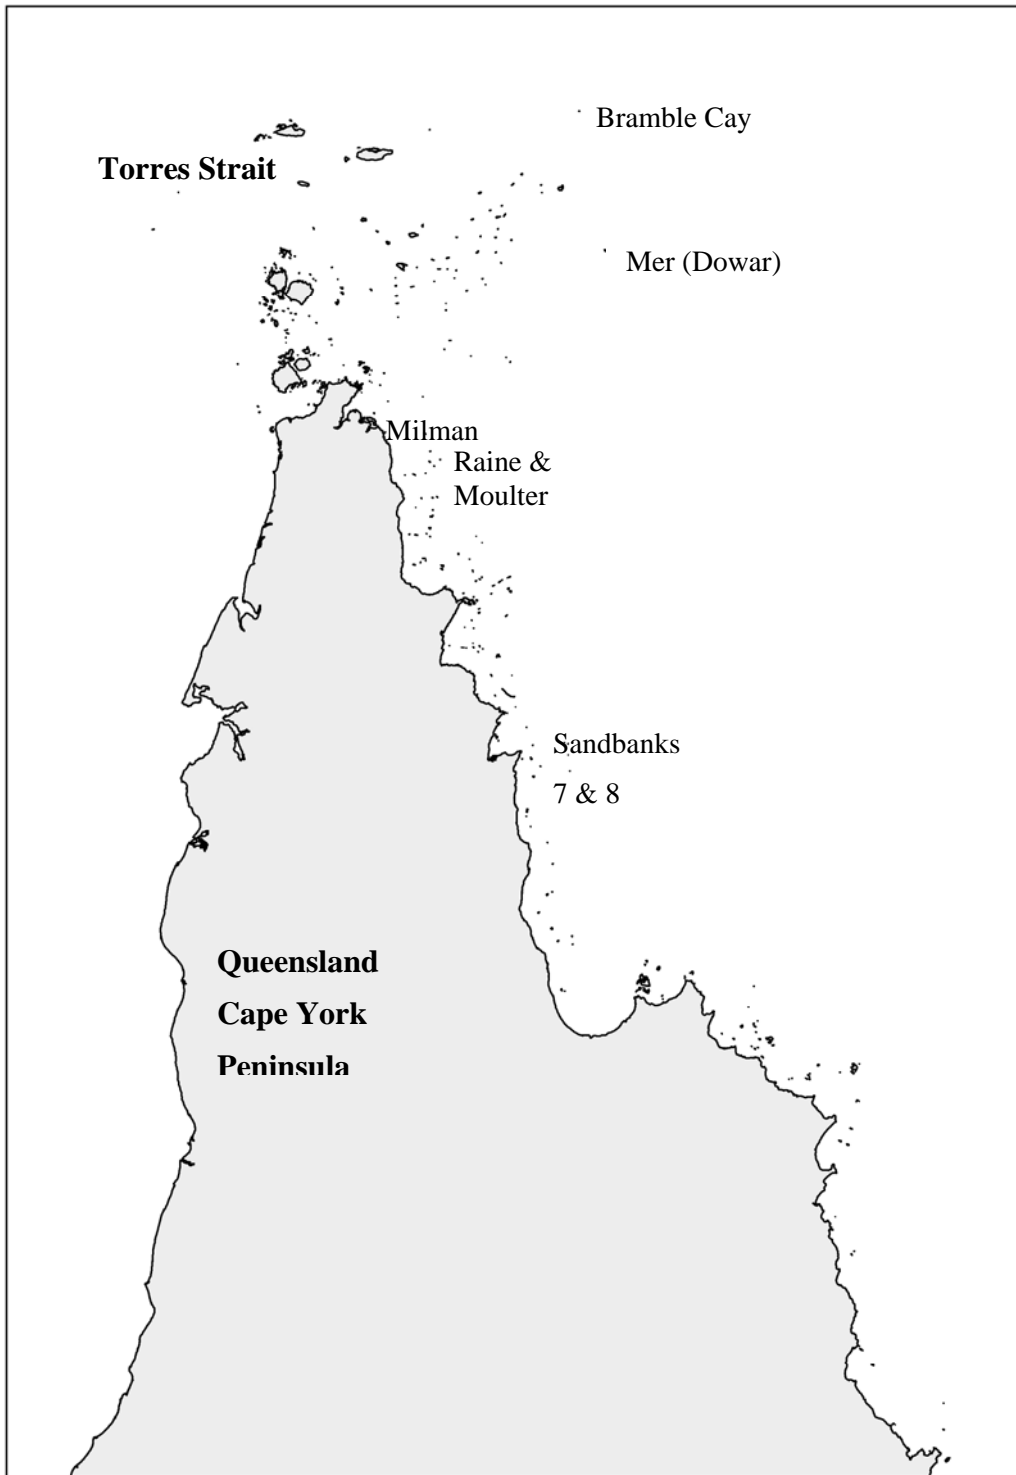 Bramble Cay
Torres Strait
Mer (Dowar)
Milman
Raine &
Moulter
Sandbanks
7 & 8
Queensland
Cape York
Peninsula